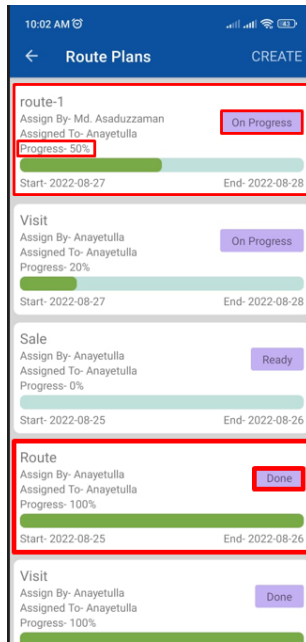 10:02 AM
43
Route Plans
CREATE
route-1
Assign By- Md. Asaduzzaman
On Progress
Assigned To- Anayetulla
Progress- 50%
Start- 2022-08-27 End- 2022-08-28
Visit
Assign By- Anayetulla
On Progress
Assigned To- Anayetulla
Progress- 20%
Start- 2022-08-27 End- 2022-08-28
Sale
Assign By- Anayetulla
Ready
Assigned To- Anayetulla
Progress- 0%
Start- 2022-08-25 End- 2022-08-26
Route
Assign By- Anayetulla
Done
Assigned To- Anayetulla
Progress- 100%
Start- 2022-08-25 End- 2022-08-26
Visit
Assign By- Anayetulla
Done
Assigned To- Anayetulla
Progress- 100%